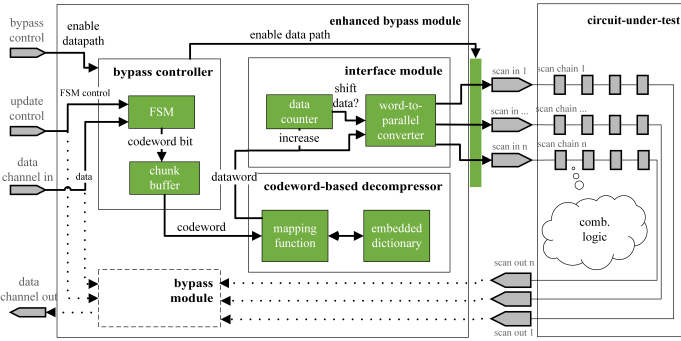 bypass
control
enable
datapath
enhanced bypass module
circuit-under-test
enable data path
bypass controller
interface module
scan in 1
scan chain 1
FSM control
update
control
FSM
data
counter
shift
data?
word-to-
parallel
converter
scan in ...
scan chain ...
codeword bit
increase
scan in n
scan chain n
data
channel in
data
chunk
buffer
dataword
codeword-based decompressor
codeword
mapping
function
embedded
dictionary
comb.
logic
bypass
module
scan out n
data
channel out
scan out 1